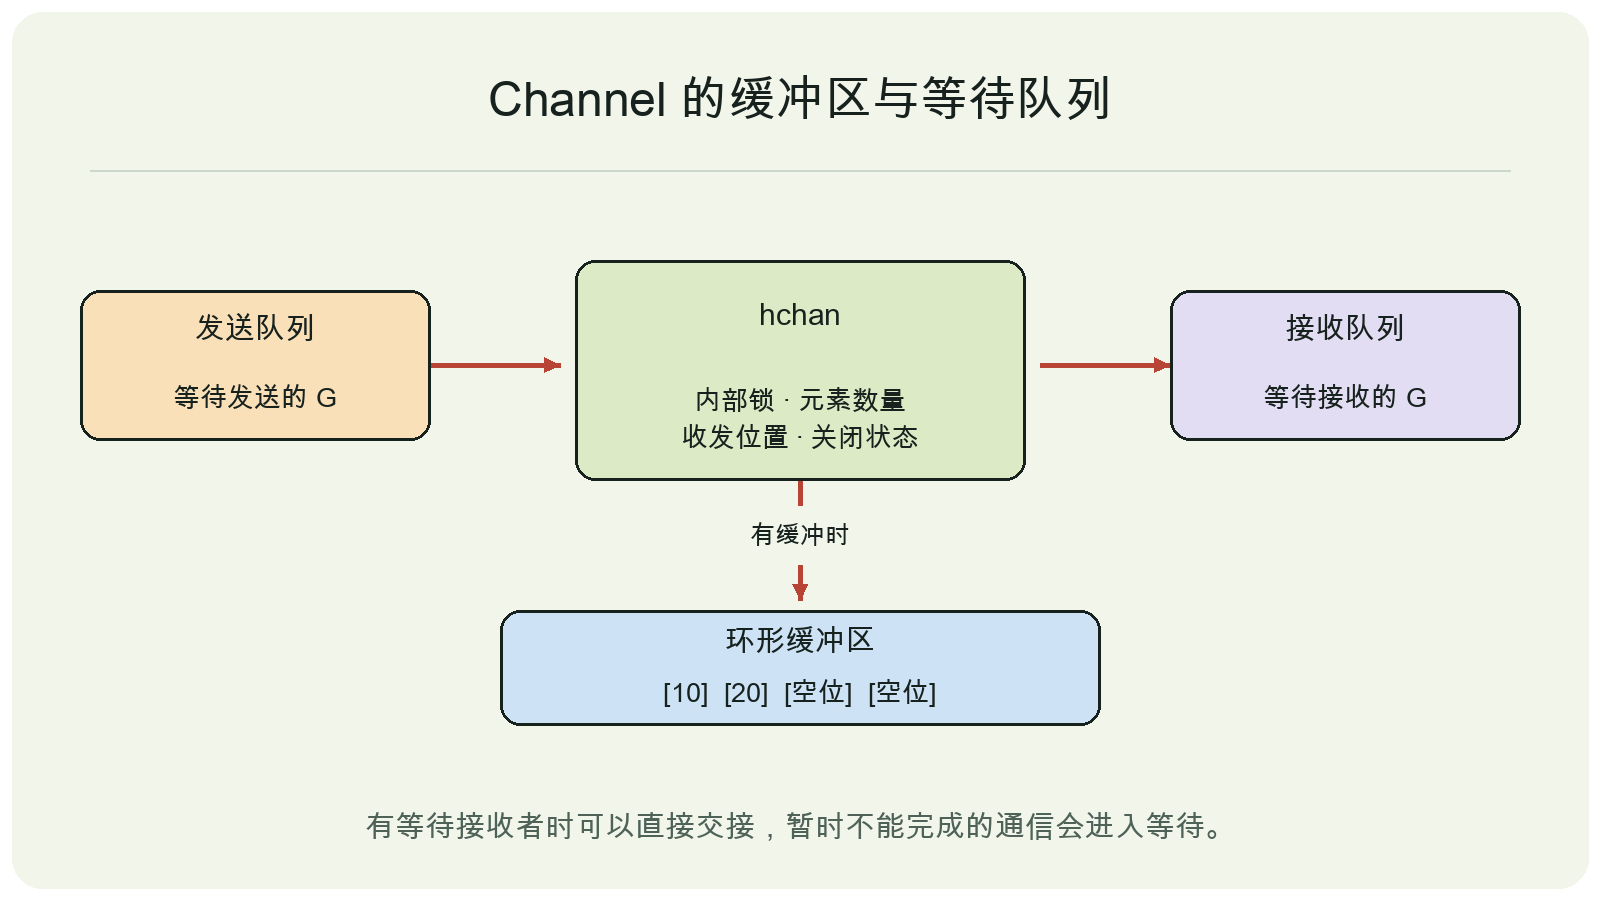 Channel 的缓冲区与等待队列
发送队列
等待发送的 G
hchan
内部锁 · 元素数量
收发位置 · 关闭状态
接收队列
等待接收的 G
有缓冲时
环形缓冲区
[10] [20] [空位] [空位]
有等待接收者时可以直接交接，暂时不能完成的通信会进入等待。